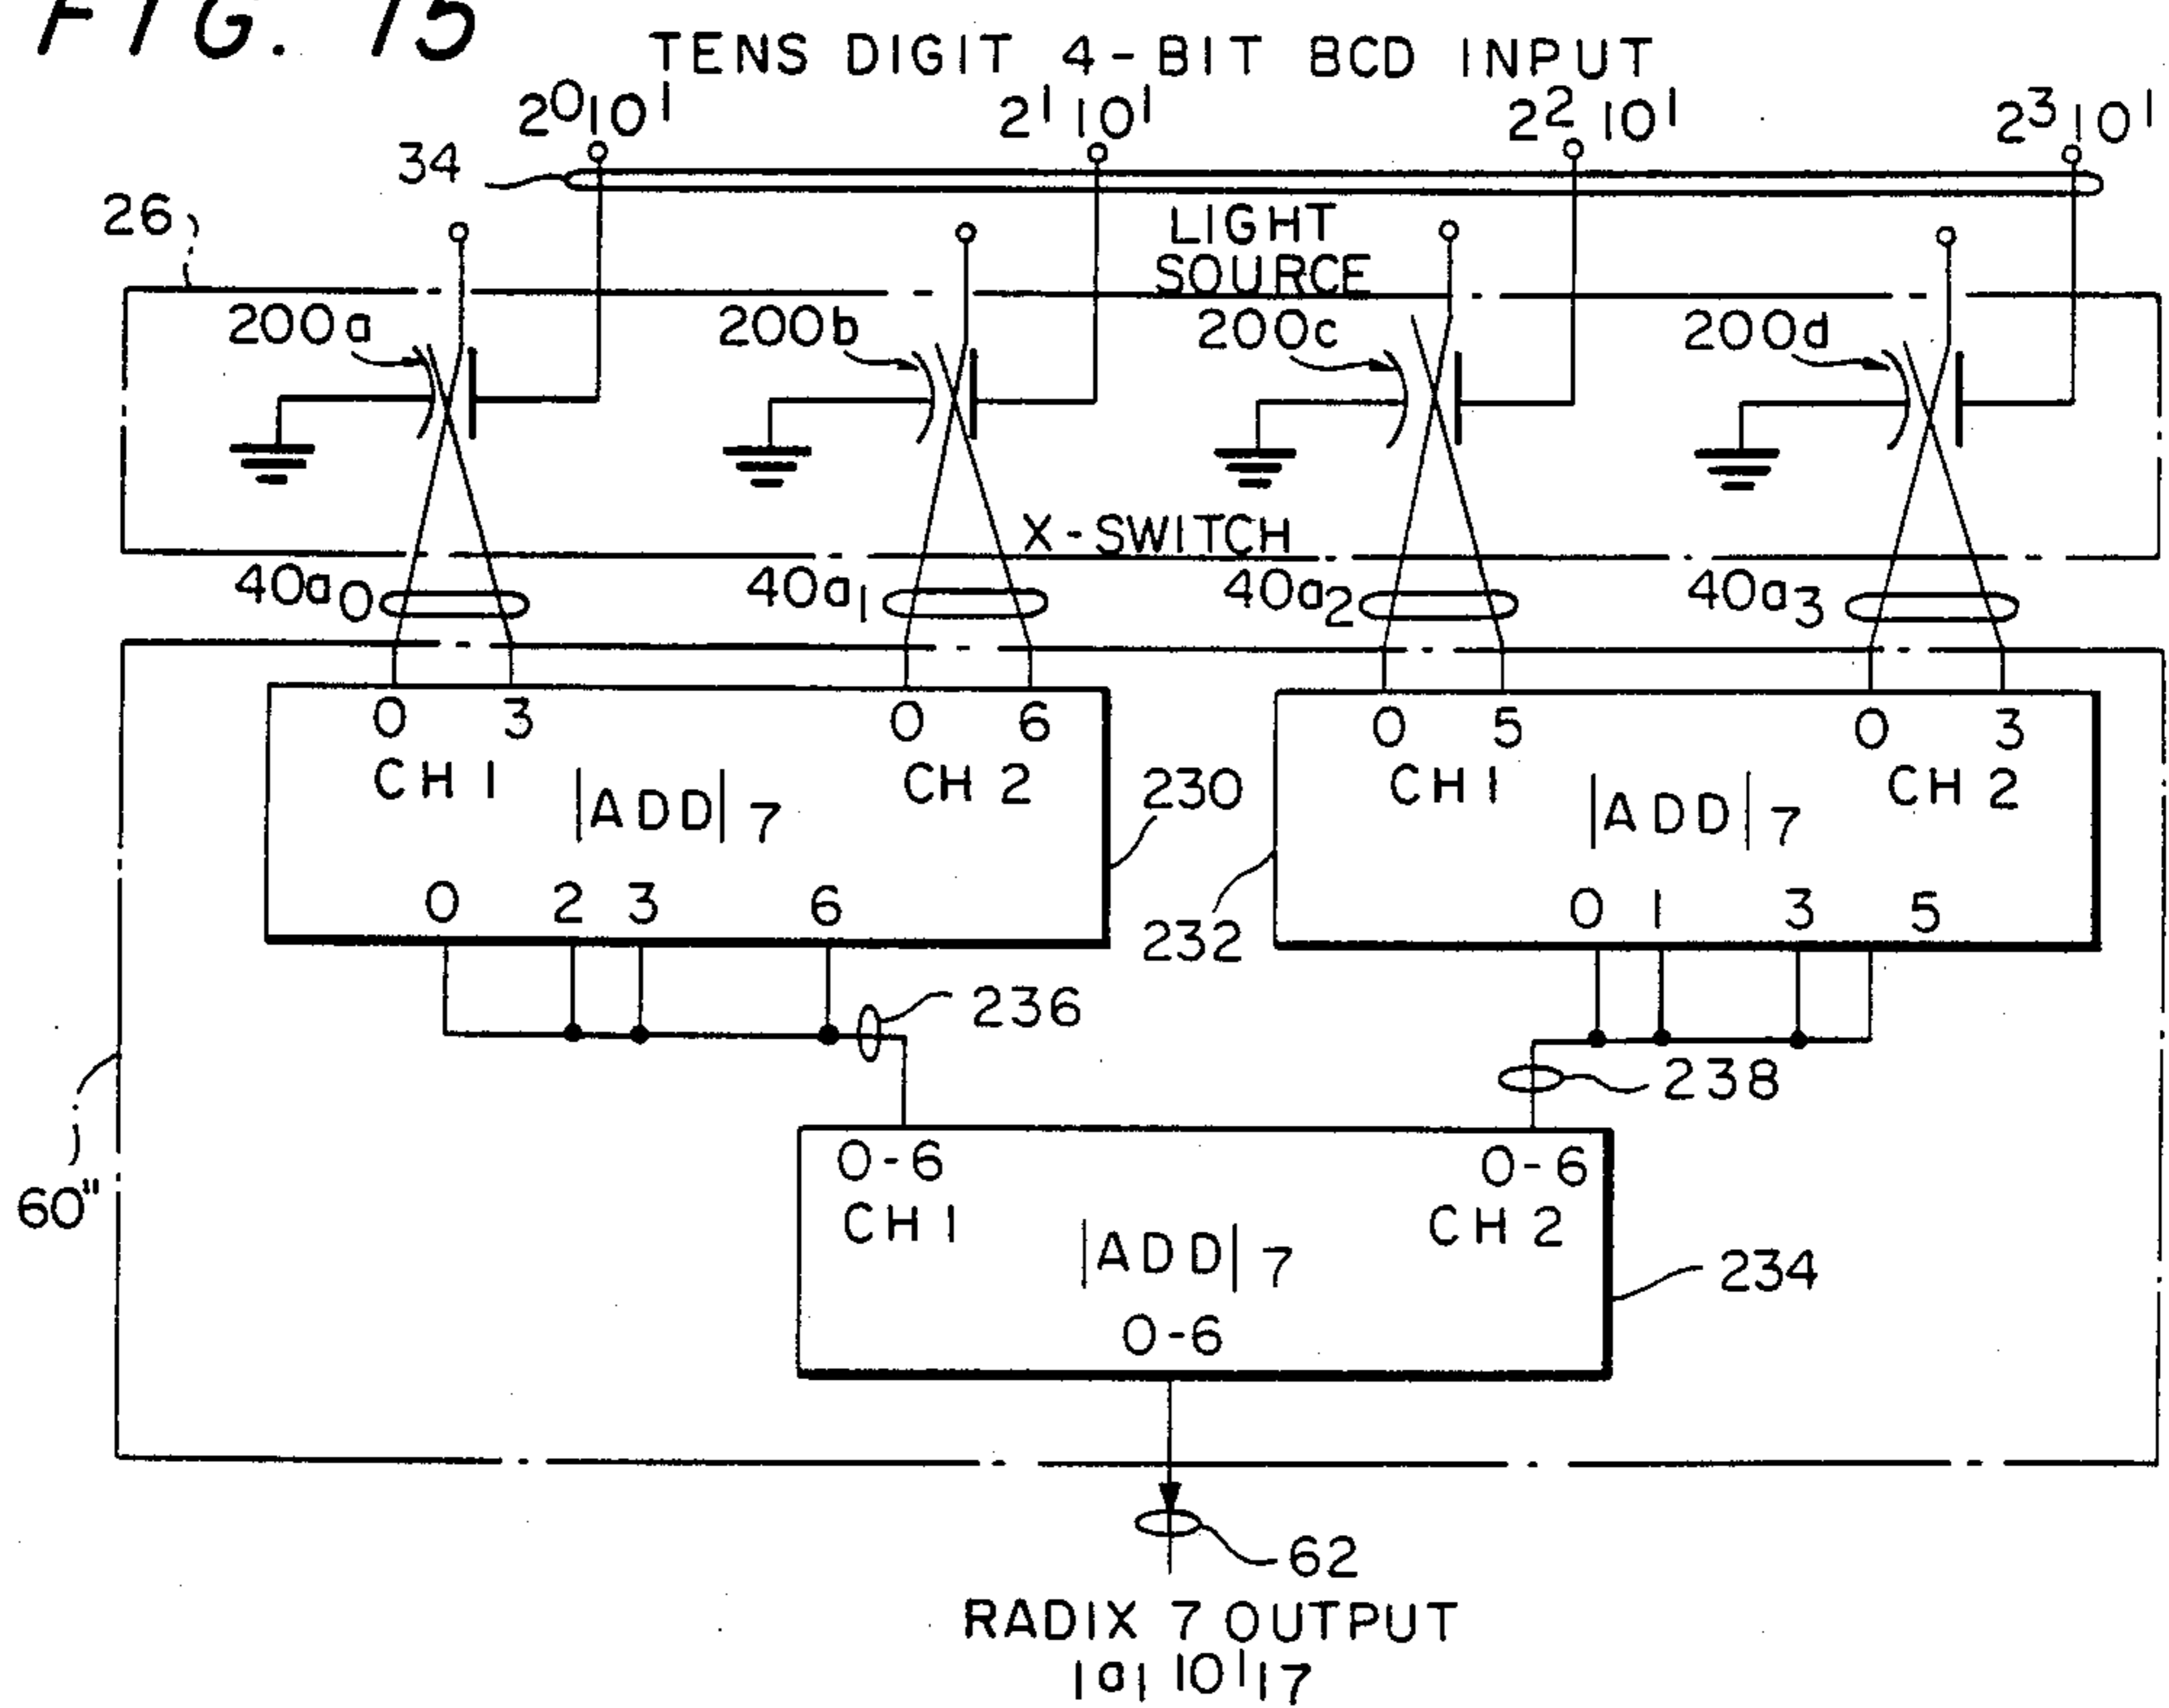 FIG. 15
TENS DIGIT 4-BIT BCD INPUT
2⁰10¹ 2¹10¹ 2²10¹ 2³10¹
34
26
LIGHT
SOURCE
200a 200b 200c 200d
X-SWITCH
40a₀ 40a₁ 40a₂ 40a₃
0 3 0 6 0 5 0 3
CH 1 |ADD|₇ CH 2 230 CH 1 |ADD|₇ CH 2
0 2 3 6 232 0 1 3 5
236
238
60"
0-6 0-6
CH 1 |ADD|₇ CH 2
234
0-6
62
RADIX 7 OUTPUT
|a₁ 10¹|₇